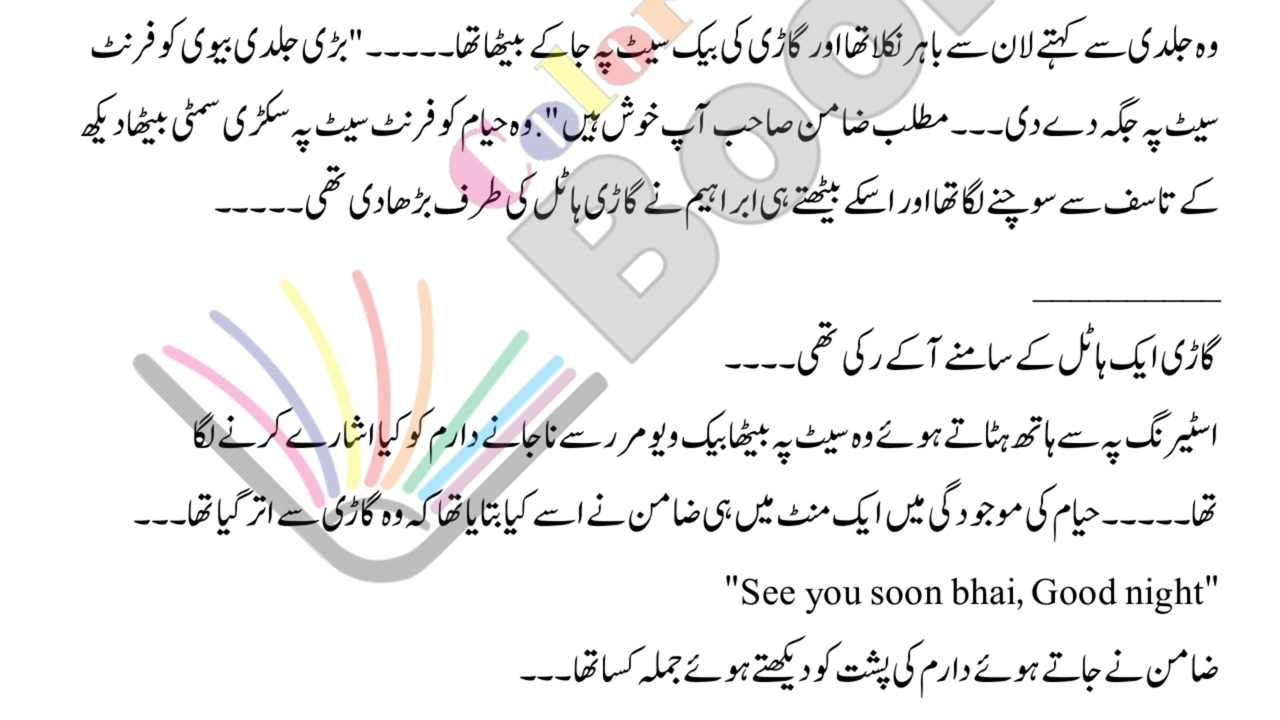 وہ جلدی سے کہتے لان سے باہر نکلا تھا اور گاڑی کی بیک سیٹ پہ جا کے بیٹھا تھا۔۔۔۔۔ "بڑی جلدی بیوی کو فرنٹ
سیٹ پہ جگہ دے دی۔۔۔ مطلب ضامن صاحب آپ خوش ہیں". وہ حیام کو فرنٹ سیٹ پہ سکڑی سمٹی بیٹھا دیکھ
کے تاسف سے سوچنے لگا تھا اور اسکے بیٹھتے ہی ابراہیم نے گاڑی ہاٹل کی طرف بڑھا دی تھی۔۔۔۔۔
___________
گاڑی ایک ہاٹل کے سامنے آکے رکی تھی۔۔۔۔
اسٹیرنگ پہ سے ہاتھ ہٹاتے ہوئے وہ سیٹ پہ بیٹھا بیک ویو مرر سے ناجانے دارم کو کیا اشارے کرنے لگا
تھا۔۔۔۔۔ حیام کی موجودگی میں ایک منٹ میں ہی ضامن نے اسے کیا بتایا تھا کہ وہ گاڑی سے اتر گیا تھا۔۔۔
"See you soon bhai, Good night"
ضامن نے جاتے ہوئے دارم کی پشت کو دیکھتے ہوئے جملہ کسا تھا۔۔۔
Color